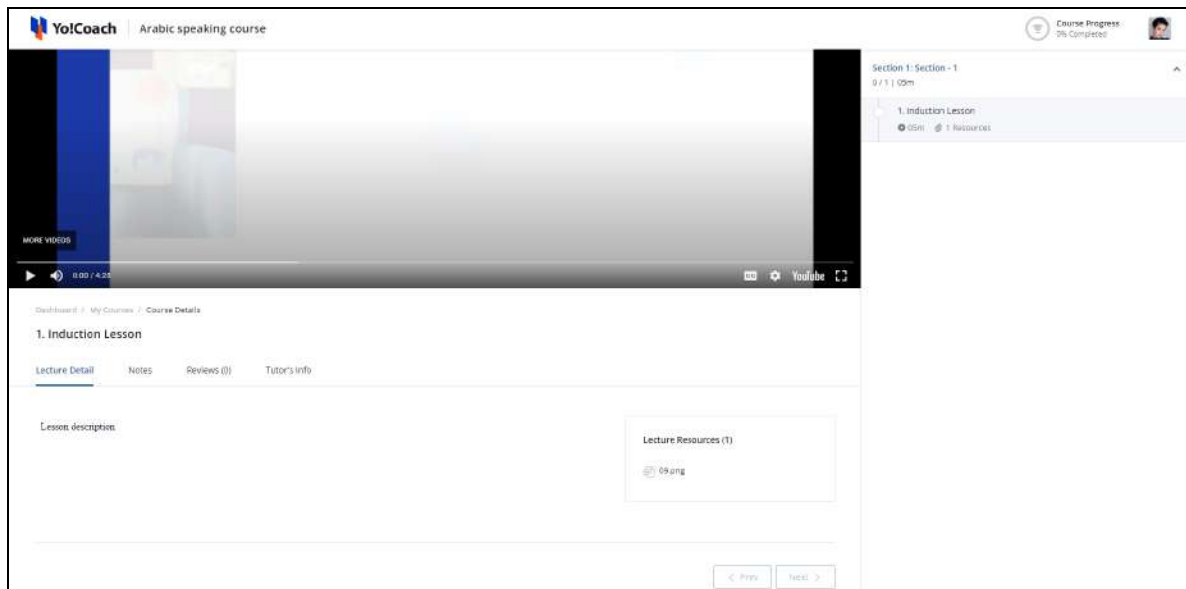 Yo!Coach
Arabic speaking course
Course Progress
0% Completed
Section 1: Section - 1
0 / 1 | 05m
1. Induction Lesson
05m 1 Resources
MORE VIDEOS
0:00 / 4:28
CC
YouTube
Dashboard / My Courses / Course Details
1. Induction Lesson
Lecture Detail Notes Reviews (0) Tutor's Info
Lesson description
Lecture Resources (1)
09.png
< Prev Next >